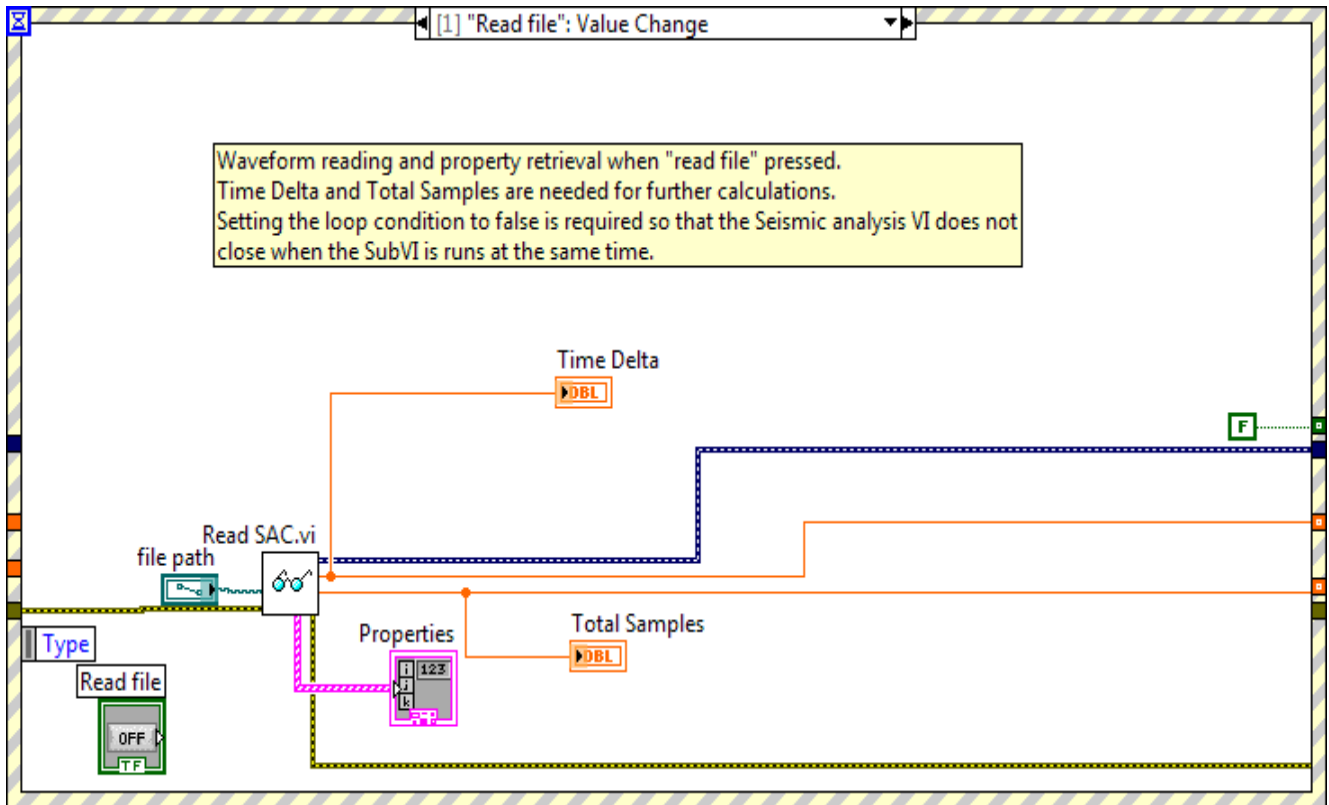 [1] "Read file": Value Change
Waveform reading and property retrieval when "read file" pressed.
Time Delta and Total Samples are needed for further calculations.
Setting the loop condition to false is required so that the Seismic analysis VI does not
close when the SubVI is runs at the same time.
Time Delta
DBL
F
Read SAC.vi
file path
Total Samples
DBL
Type
Properties
i 123
j
k
Read file
OFF
TF